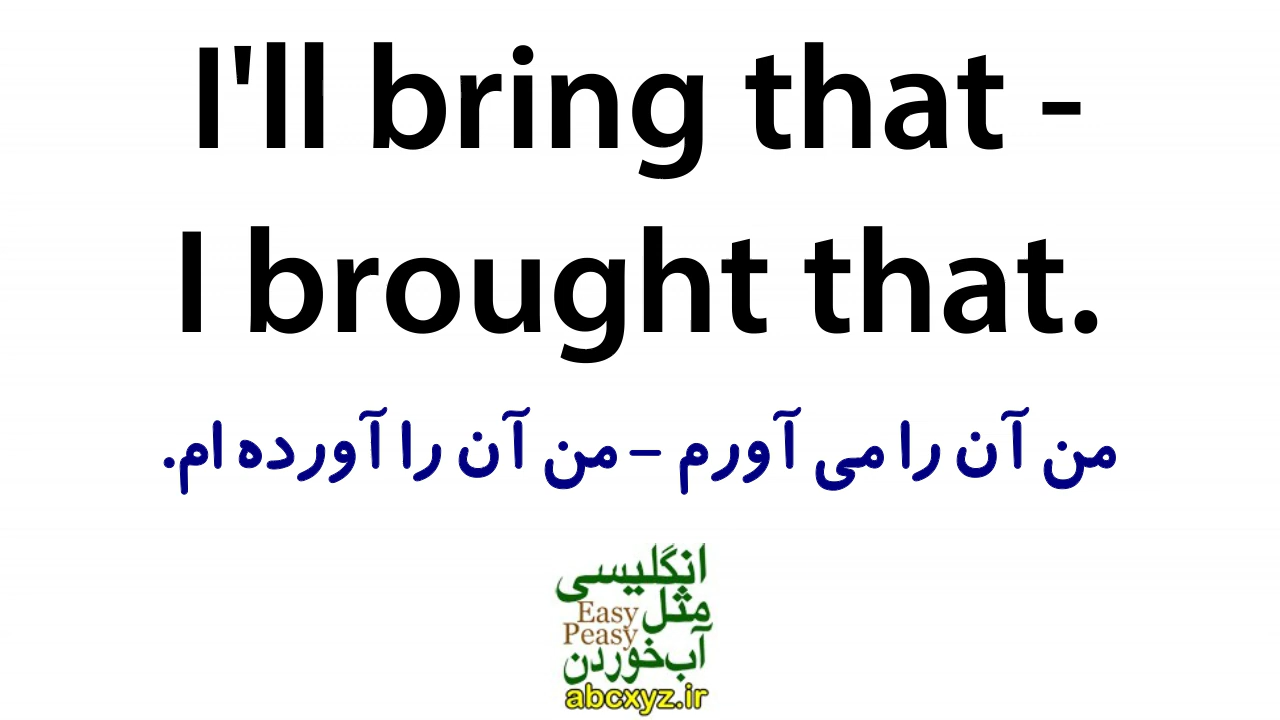 I'll bring that -
I brought that.
من آن را می آورم – من آن را آورده ام.
انگلیسی
مثل
Easy
Peasy
آب‌خوردن
abcxyz.ir